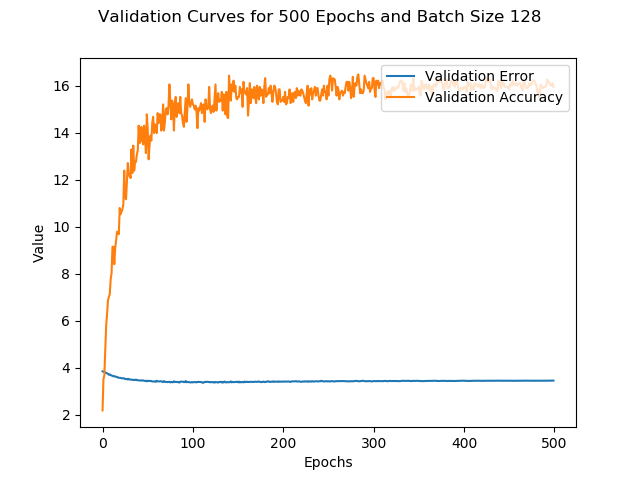 Validation Curves for 500 Epochs and Batch Size 128
Validation Error
Validation Accuracy
16
14
12
10
8
6
4
2
Value
0
100
200
300
400
500
Epochs